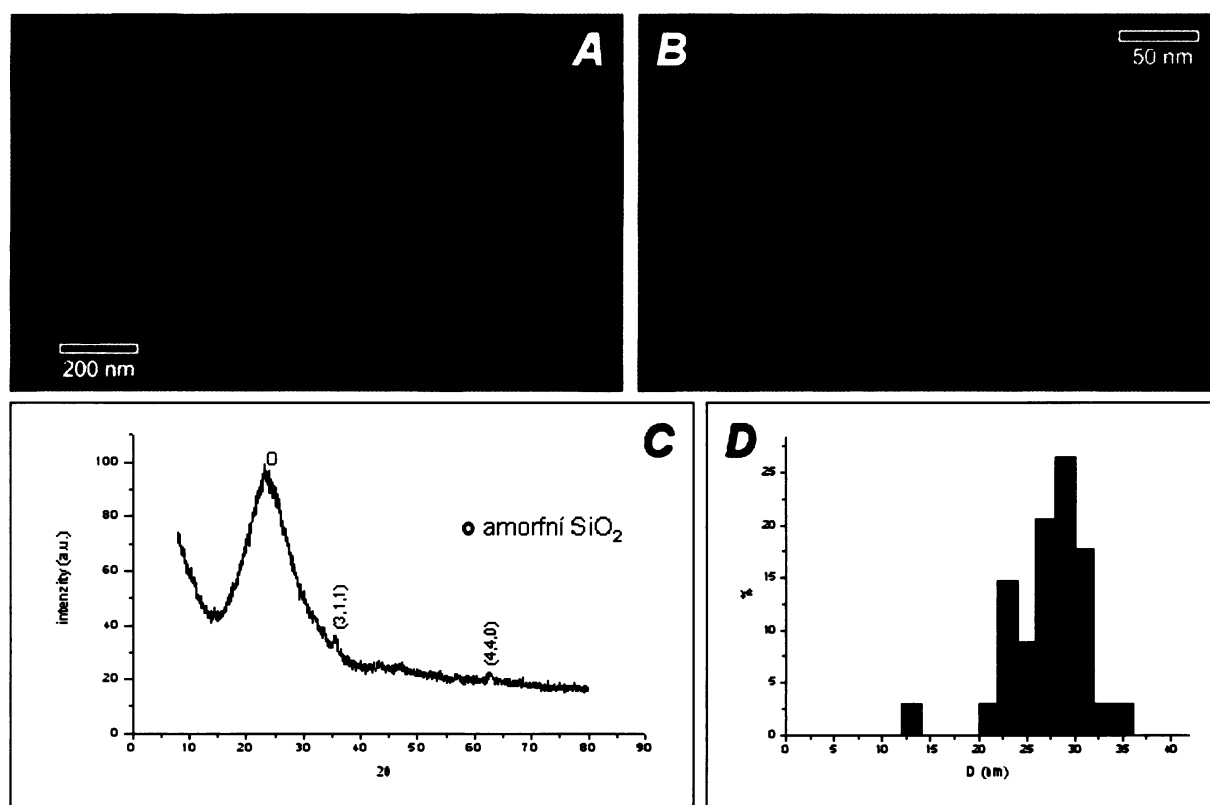 A
200 nm
B
50 nm
C
intenzity (a.u.)
100
80
60
40
20
0
O
o amorfní SiO₂
(3,1,1)
(4,4,0)
0 10 20 30 40 50 60 70 80 90
2θ
D
%
25
20
15
10
5
0
0 5 10 15 20 25 30 35 40
D (nm)